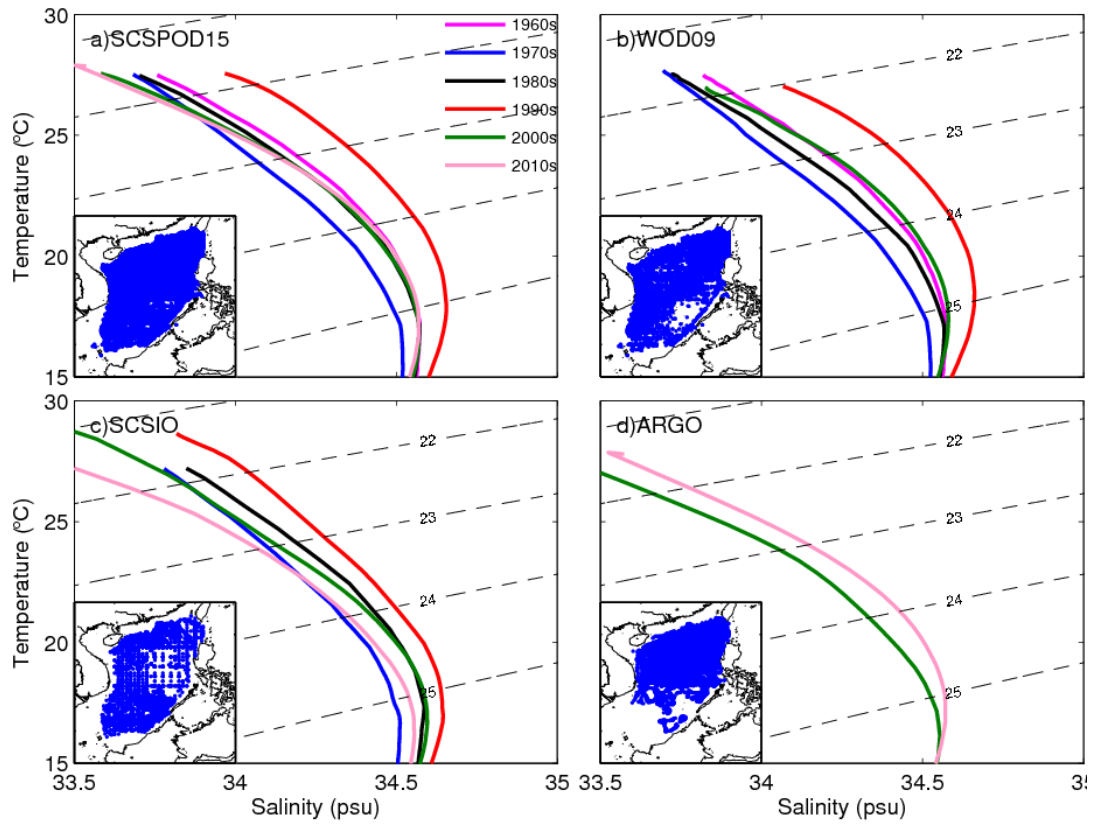 30
25
20
15
Temperature (ºC)
a)SCSPOD15
1960s
1970s
1980s
1990s
2000s
2010s
b)WOD09
22
23
24
25
30
25
20
15
Temperature (ºC)
c)SCSIO
22
23
24
25
33.5 34 34.5 35
Salinity (psu)
d)ARGO
22
23
24
25
34 34.5 35
Salinity (psu)